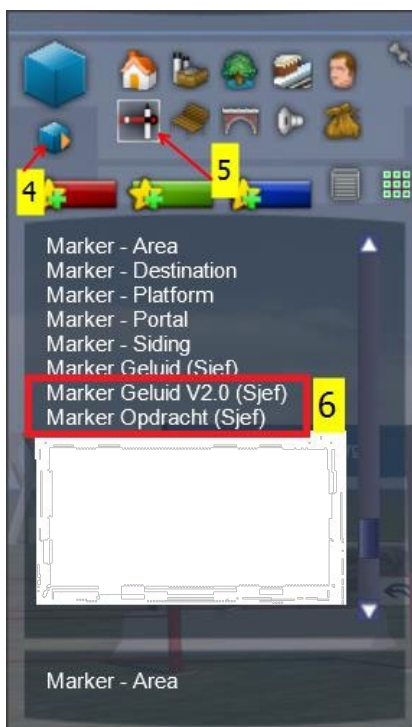 4
5
Marker - Area
Marker - Destination
Marker - Platform
Marker - Portal
Marker - Siding
Marker Geluid (Sjef)
Marker Geluid V2.0 (Sjef)
Marker Opdracht (Sjef)
6
Marker - Area